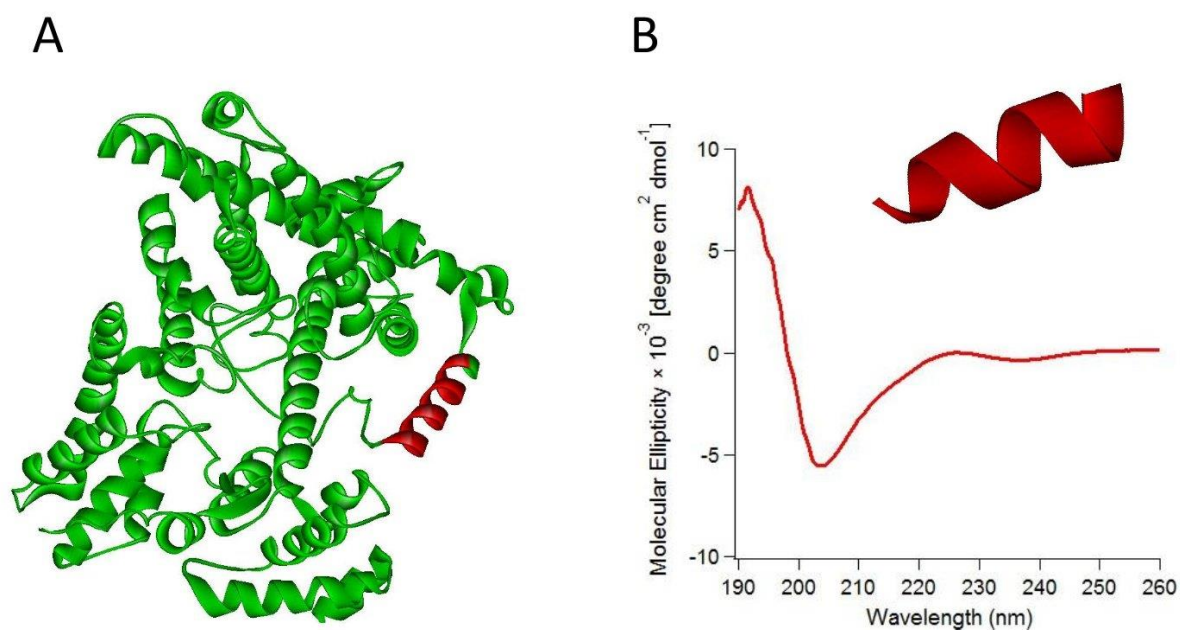 A
B
Molecular Ellipticity × 10⁻³ [degree cm² dmol⁻¹]
10
5
0
-5
-10
190 200 210 220 230 240 250 260
Wavelength (nm)